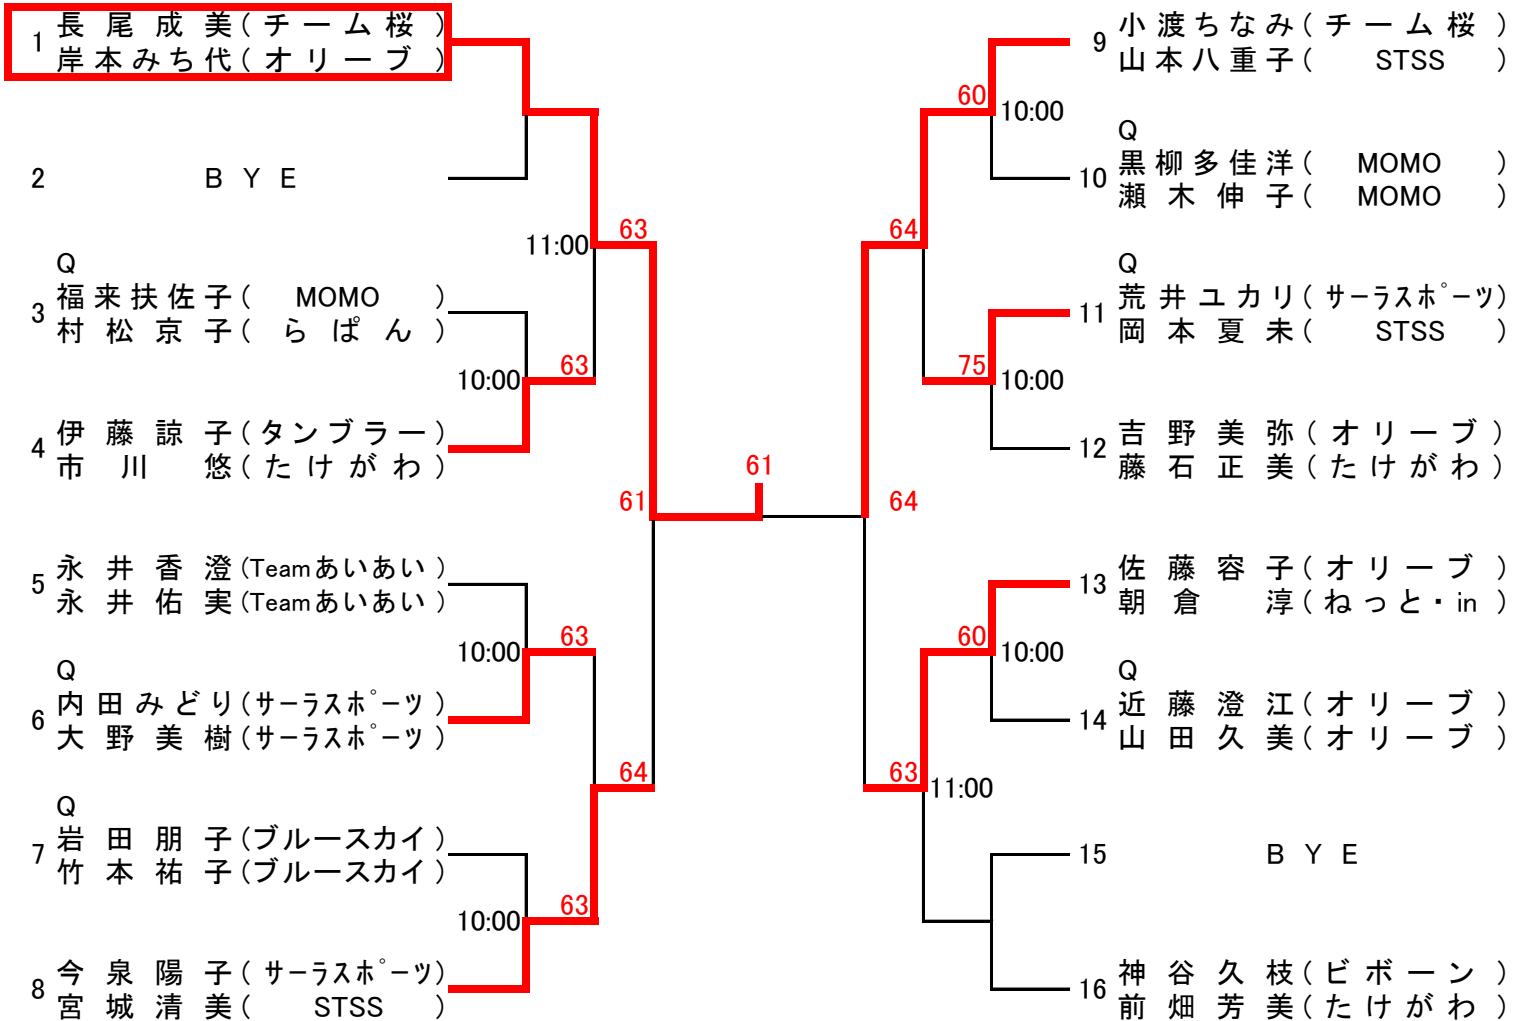 1
長尾成美(チーム桜)
岸本みち代(オリーブ)
2
BYE
11:00
63
Q
3
福来扶佐子(MOMO)
村松京子(らぱん)
10:00
63
4
伊藤諒子(タンブラー)
市川悠(たけがわ)
61
5
永井香澄(Teamあいあい)
永井佑実(Teamあいあい)
10:00
63
Q
6
内田みどり(サーラスポーツ)
大野美樹(サーラスポーツ)
64
Q
7
岩田朋子(ブルースカイ)
竹本祐子(ブルースカイ)
10:00
63
8
今泉陽子(サーラスポーツ)
宮城清美(STSS)
61
9
小渡ちなみ(チーム桜)
山本八重子(STSS)
60
10:00
Q
10
黒柳多佳洋(MOMO)
瀬木伸子(MOMO)
64
Q
11
荒井ユカリ(サーラスポーツ)
岡本夏未(STSS)
75
10:00
12
吉野美弥(オリーブ)
藤石正美(たけがわ)
64
13
佐藤容子(オリーブ)
朝倉淳(ねっと・in)
60
10:00
Q
14
近藤澄江(オリーブ)
山田久美(オリーブ)
63
11:00
15
BYE
16
神谷久枝(ビボーン)
前畑芳美(たけがわ)